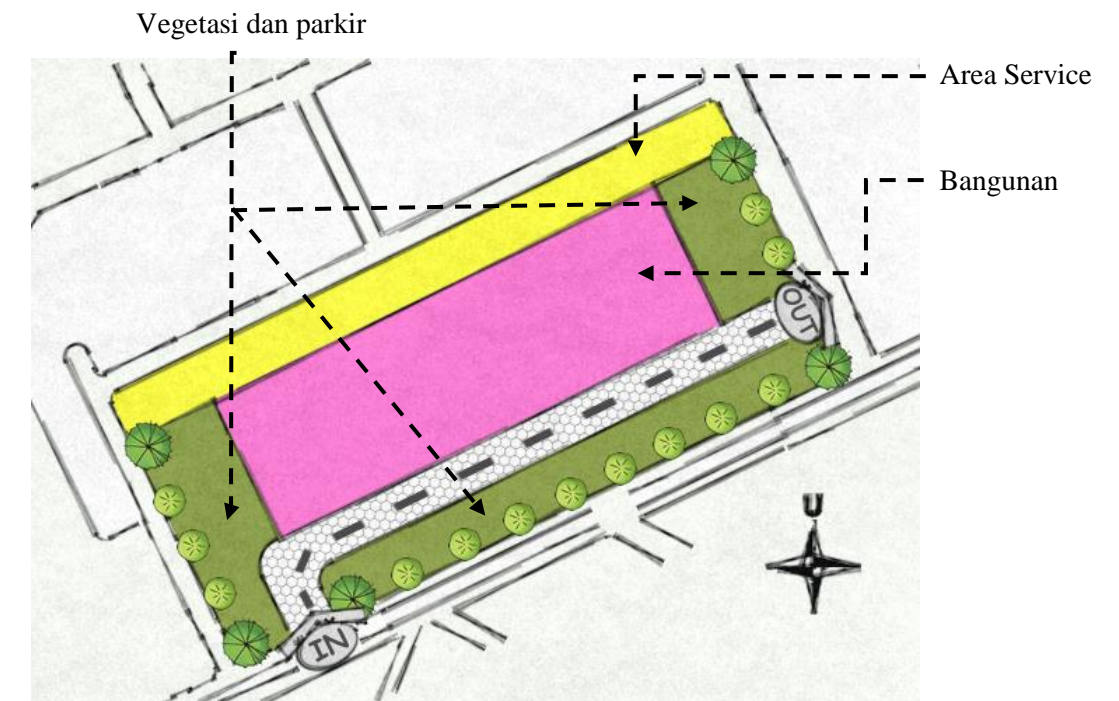 Vegetasi dan parkir
Area Service
Bangunan
OUT
U
IN